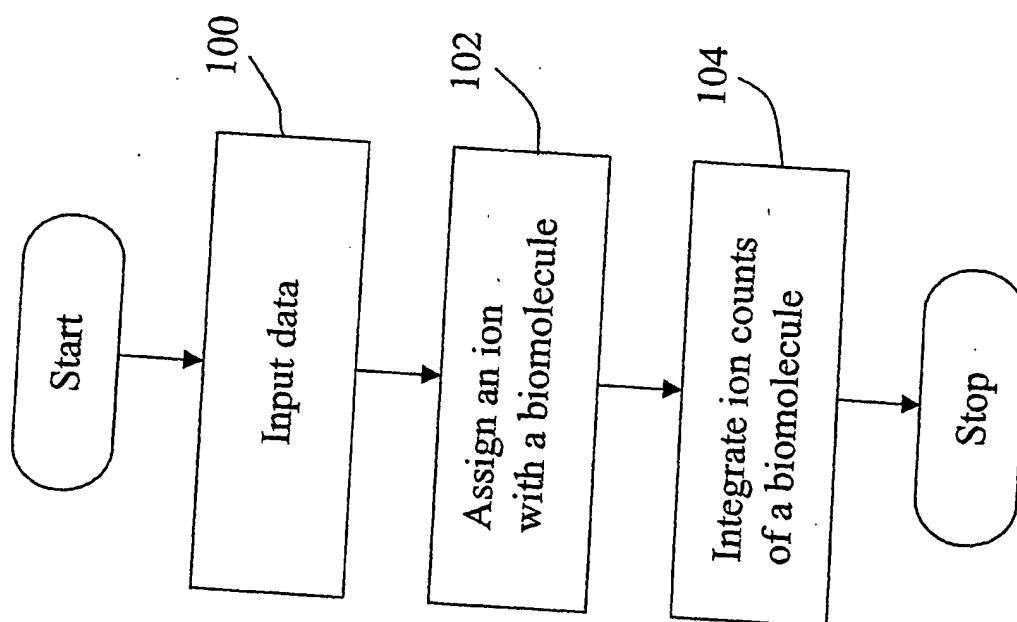 Start
100
Input data
102
Assign an ion
with a biomolecule
104
Integrate ion counts
of a biomolecule
Stop